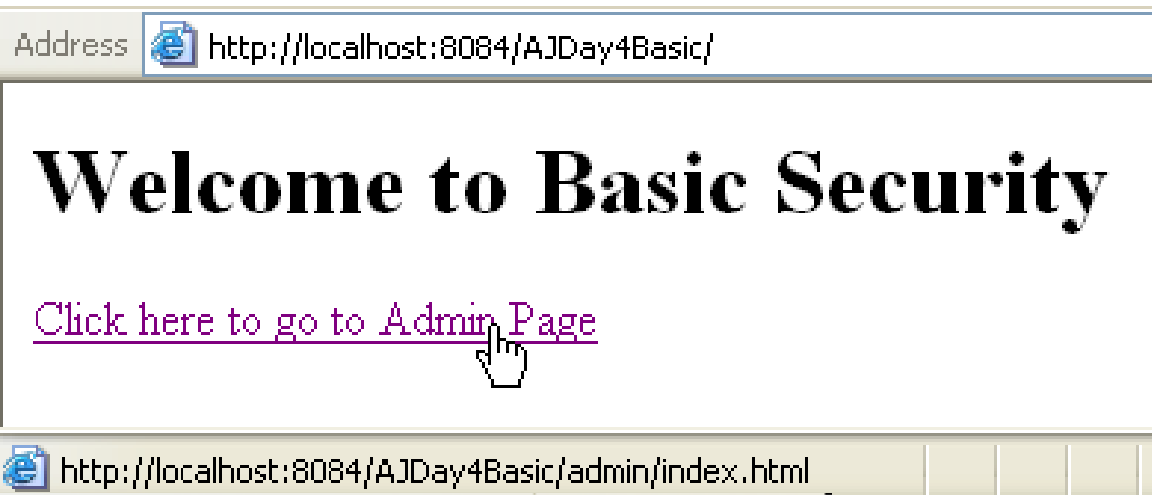 Address http://localhost:8084/AJDay4Basic/
Welcome to Basic Security
Click here to go to Admin Page
http://localhost:8084/AJDay4Basic/admin/index.html